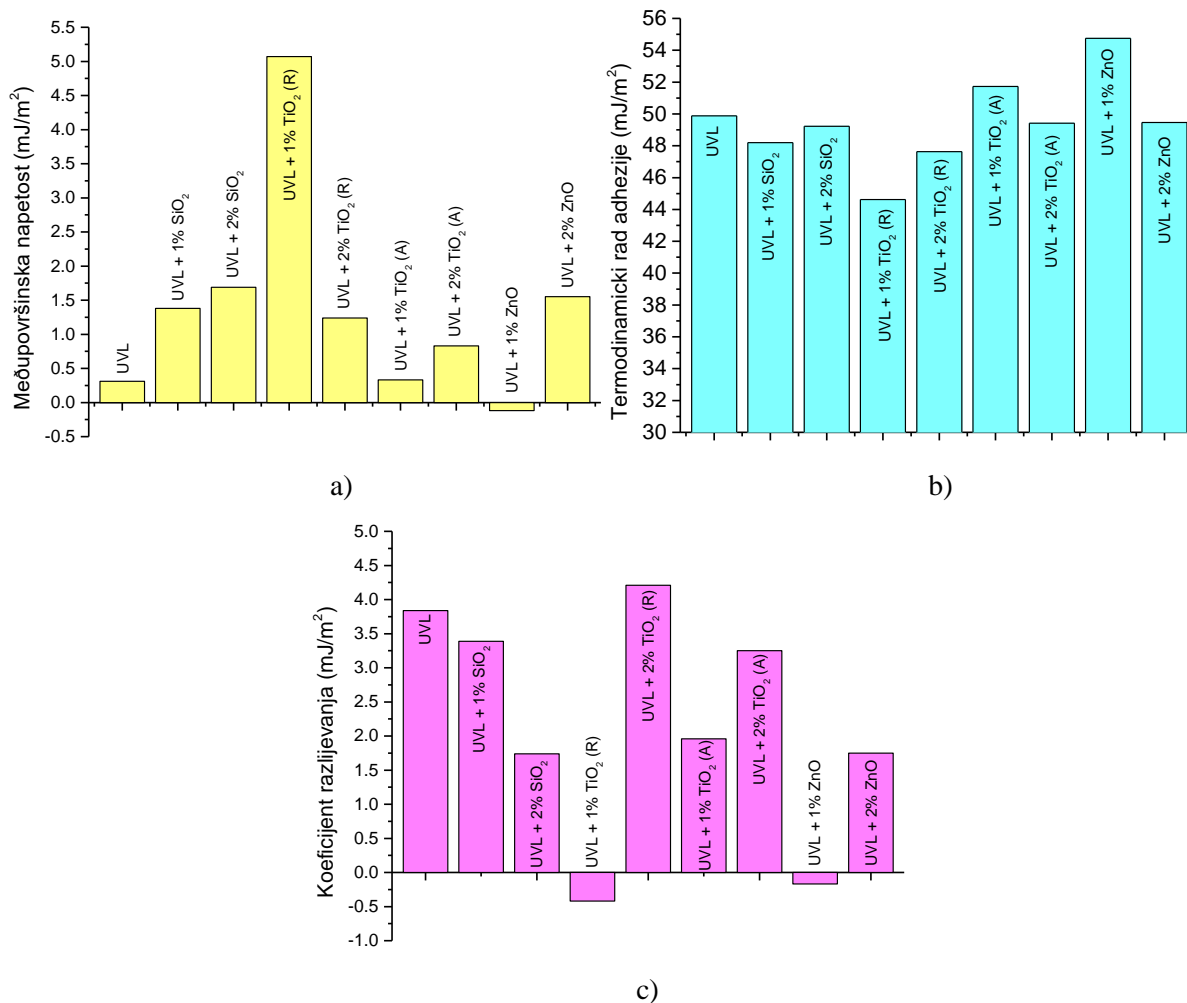 Meðupovršinska napetost (mJ/m²)
5.5
5.0
4.5
4.0
3.5
3.0
2.5
2.0
1.5
1.0
0.5
0.0
-0.5
UVL
UVL + 1% SiO₂
UVL + 2% SiO₂
UVL + 1% TiO₂ (R)
UVL + 2% TiO₂ (R)
UVL + 1% TiO₂ (A)
UVL + 2% TiO₂ (A)
UVL + 1% ZnO
UVL + 2% ZnO
a)
Termodinamicki rad adhezije (mJ/m²)
56
54
52
50
48
46
44
42
40
38
36
34
32
30
UVL
UVL + 1% SiO₂
UVL + 2% SiO₂
UVL + 1% TiO₂ (R)
UVL + 2% TiO₂ (R)
UVL + 1% TiO₂ (A)
UVL + 2% TiO₂ (A)
UVL + 1% ZnO
UVL + 2% ZnO
b)
Koeficijent razlijevanja (mJ/m²)
5.0
4.5
4.0
3.5
3.0
2.5
2.0
1.5
1.0
0.5
0.0
-0.5
-1.0
UVL
UVL + 1% SiO₂
UVL + 2% SiO₂
UVL + 1% TiO₂ (R)
UVL + 2% TiO₂ (R)
UVL + 1% TiO₂ (A)
UVL + 2% TiO₂ (A)
UVL + 1% ZnO
UVL + 2% ZnO
c)